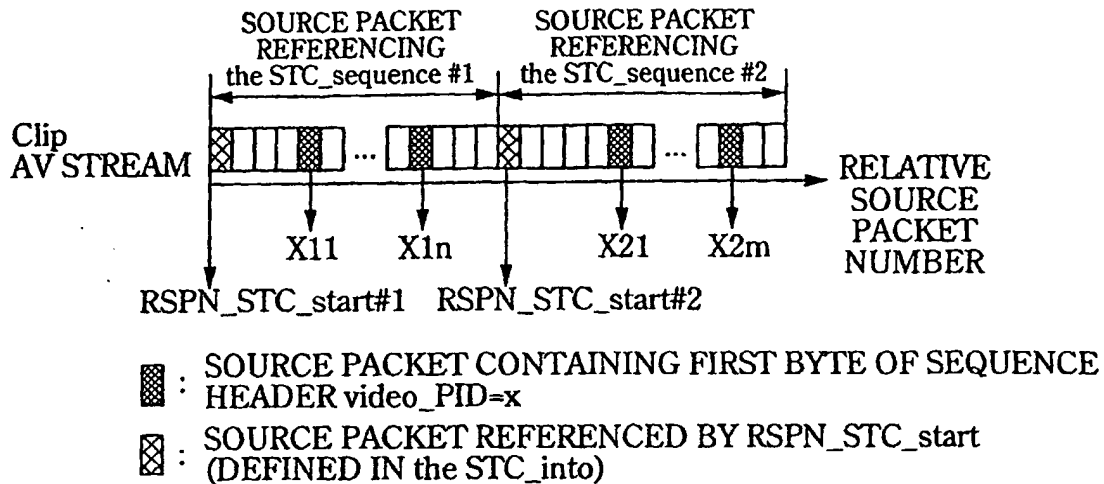 SOURCE PACKET
REFERENCING
the STC_sequence #1
SOURCE PACKET
REFERENCING
the STC_sequence #2
Clip
AV STREAM
...
...
RELATIVE
SOURCE
PACKET
NUMBER
X11
X1n
X21
X2m
RSPN_STC_start#1
RSPN_STC_start#2
: SOURCE PACKET CONTAINING FIRST BYTE OF SEQUENCE
HEADER video_PID=x
: SOURCE PACKET REFERENCED BY RSPN_STC_start
(DEFINED IN the STC_into)